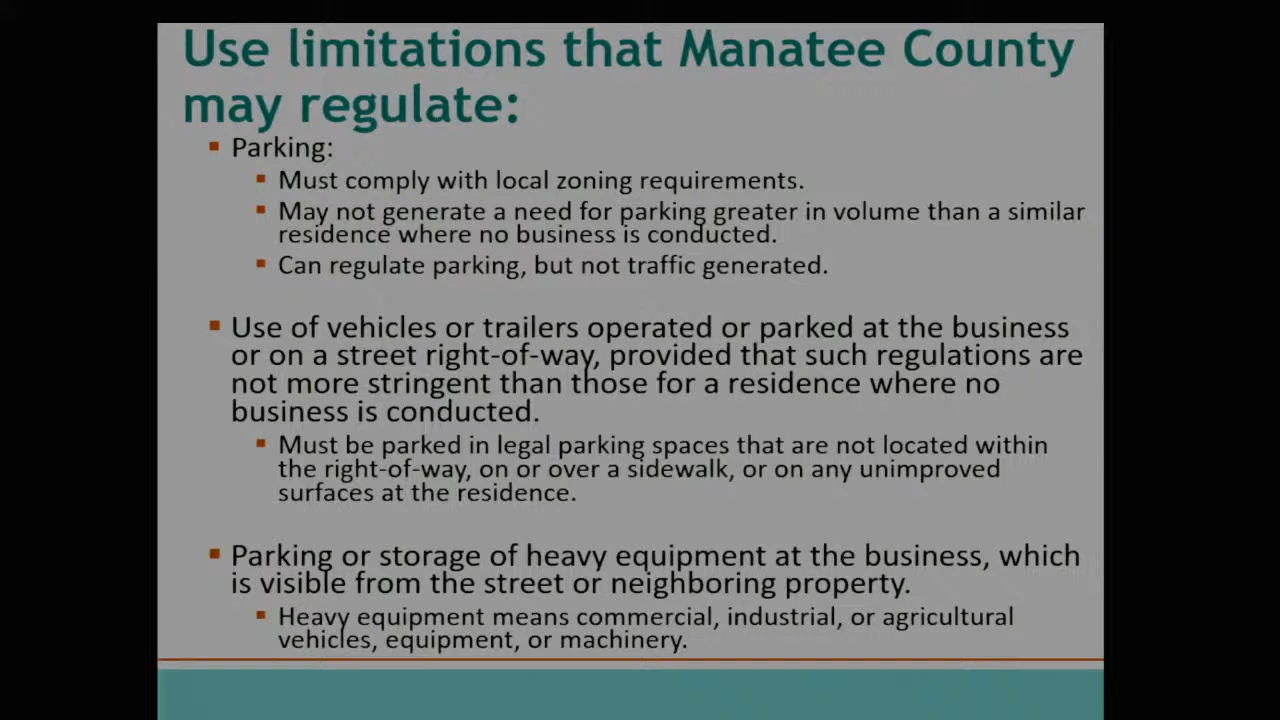 Use limitations that Manatee County
may regulate:
▪ Parking:
▪ Must comply with local zoning requirements.
▪ May not generate a need for parking greater in volume than a similar
residence where no business is conducted.
▪ Can regulate parking, but not traffic generated.
▪ Use of vehicles or trailers operated or parked at the business
or on a street right-of-way, provided that such regulations are
not more stringent than those for a residence where no
business is conducted.
▪ Must be parked in legal parking spaces that are not located within
the right-of-way, on or over a sidewalk, or on any unimproved
surfaces at the residence.
▪ Parking or storage of heavy equipment at the business, which
is visible from the street or neighboring property.
▪ Heavy equipment means commercial, industrial, or agricultural
vehicles, equipment, or machinery.